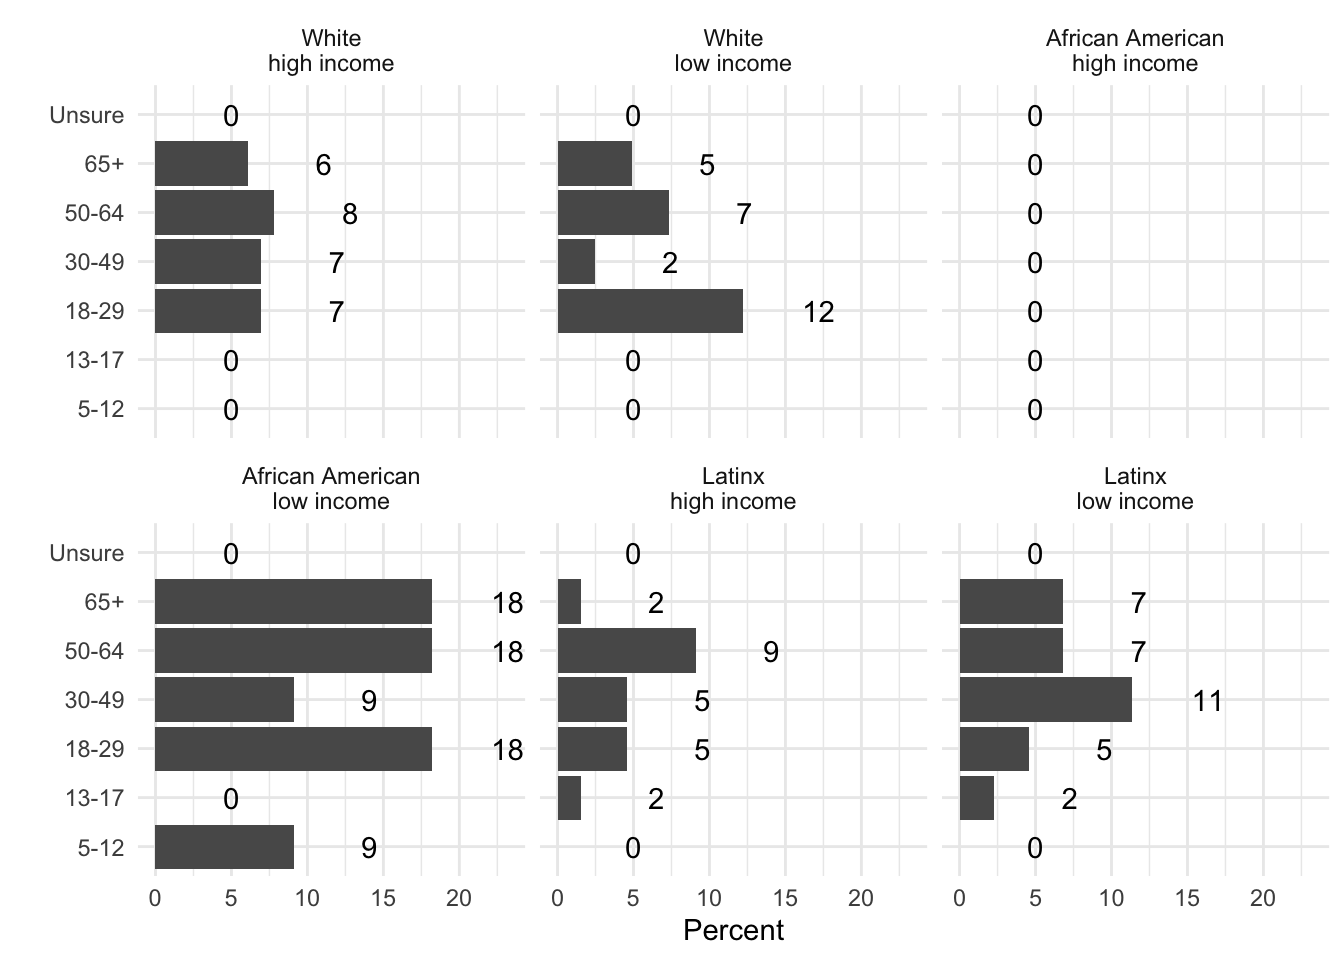 White
high income
White
low income
African American
high income
Unsure 0 0 0
65+ 6 5 0
50-64 8 7 0
30-49 7 2 0
18-29 7 12 0
13-17 0 0 0
5-12 0 0 0
African American
low income
Latinx
high income
Latinx
low income
Unsure 0 0 0
65+ 18 2 7
50-64 18 9 7
30-49 9 5 11
18-29 18 5 5
13-17 0 2 2
5-12 9 0 0
0 5 10 15 20 0 5 10 15 20 0 5 10 15 20
Percent